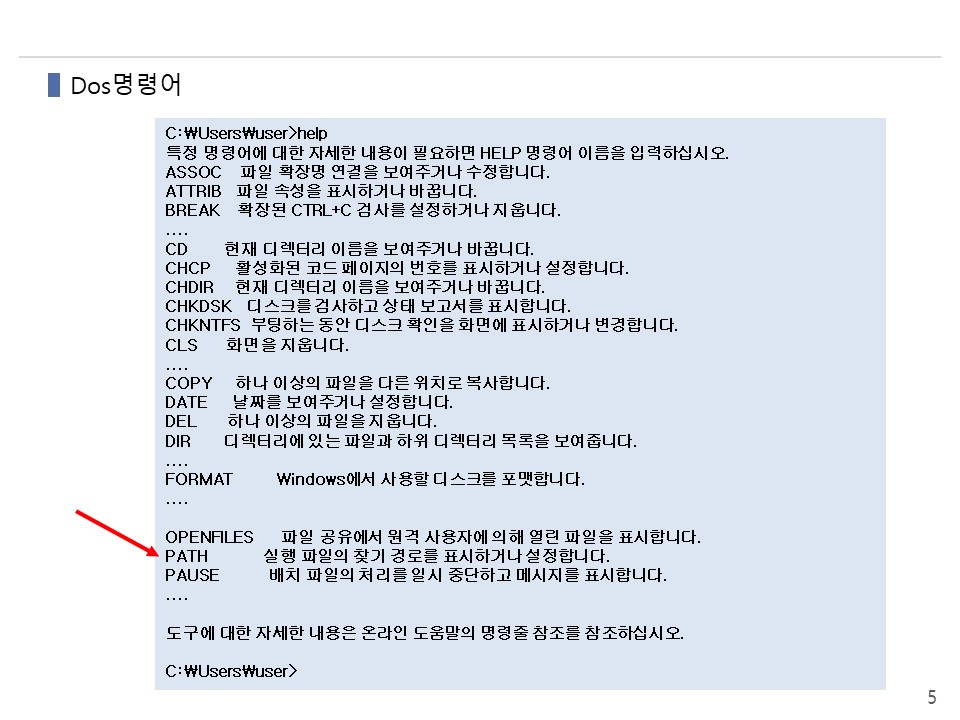 Dos명령어
C:₩Users₩user>help
특정 명령어에 대한 자세한 내용이 필요하면 HELP 명령어 이름을 입력하십시오.
ASSOC 파일 확장명 연결을 보여주거나 수정합니다.
ATTRIB 파일 속성을 표시하거나 바꿉니다.
BREAK 확장된 CTRL+C 검사를 설정하거나 지웁니다.
....
CD 현재 디렉터리 이름을 보여주거나 바꿉니다.
CHCP 활성화된 코드 페이지의 번호를 표시하거나 설정합니다.
CHDIR 현재 디렉터리 이름을 보여주거나 바꿉니다.
CHKDSK 디스크를 검사하고 상태 보고서를 표시합니다.
CHKNTFS 부팅하는 동안 디스크 확인을 화면에 표시하거나 변경합니다.
CLS 화면을 지웁니다.
....
COPY 하나 이상의 파일을 다른 위치로 복사합니다.
DATE 날짜를 보여주거나 설정합니다.
DEL 하나 이상의 파일을 지웁니다.
DIR 디렉터리에 있는 파일과 하위 디렉터리 목록을 보여줍니다.
....
FORMAT Windows에서 사용할 디스크를 포맷합니다.
....
OPENFILES 파일 공유에서 원격 사용자에 의해 열린 파일을 표시합니다.
PATH 실행 파일의 찾기 경로를 표시하거나 설정합니다.
PAUSE 배치 파일의 처리를 일시 중단하고 메시지를 표시합니다.
....
도구에 대한 자세한 내용은 온라인 도움말의 명령줄 참조를 참조하십시오.
C:₩Users₩user>
5